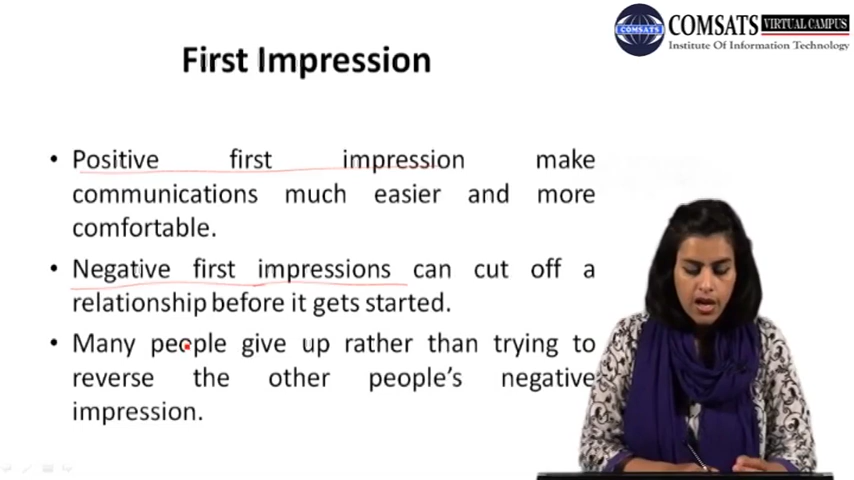 COMSATS VIRTUAL CAMPUS
Institute Of Information Technology
COMSATS
First Impression
• Positive first impression make
communications much easier and more
comfortable.
• Negative first impressions can cut off a
relationship before it gets started.
• Many people give up rather than trying to
reverse the other people's negative
impression.